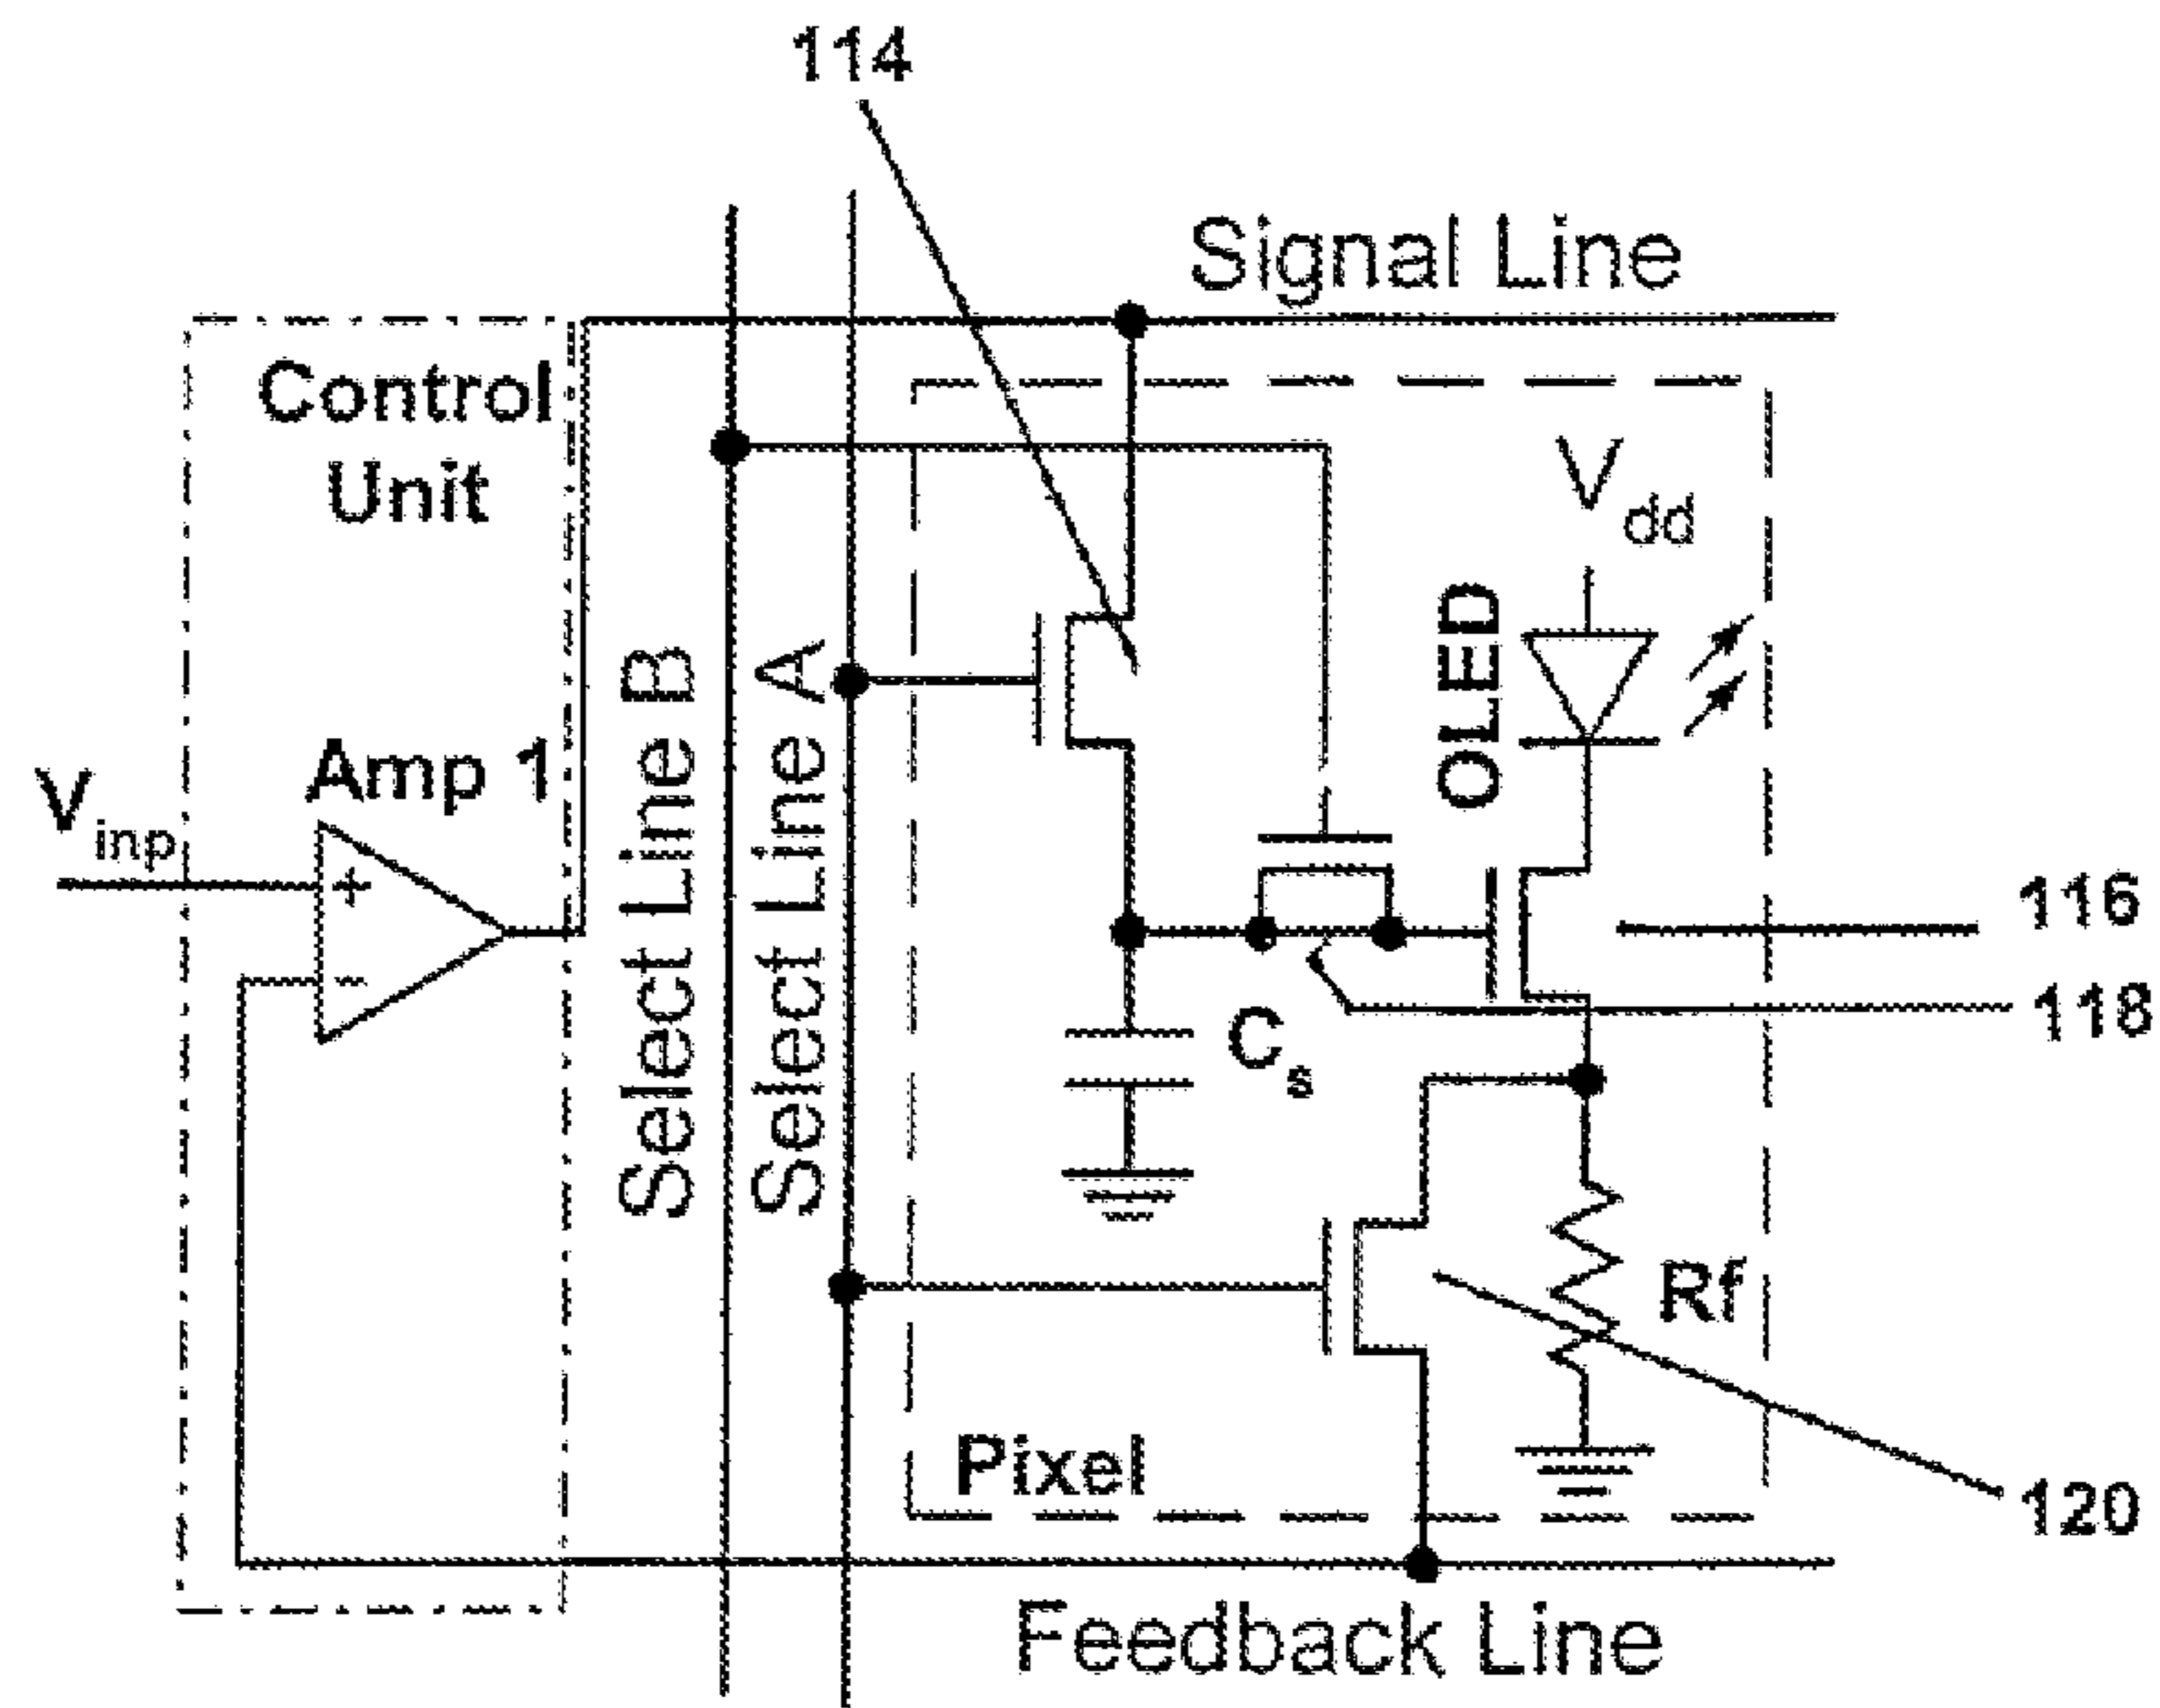 114
Signal Line
Control
Unit
V dd
OLED
Select Line B
Select Line A
Amp 1
V inp
+
-
116
118
C s
Rf
Pixel
120
Feedback Line